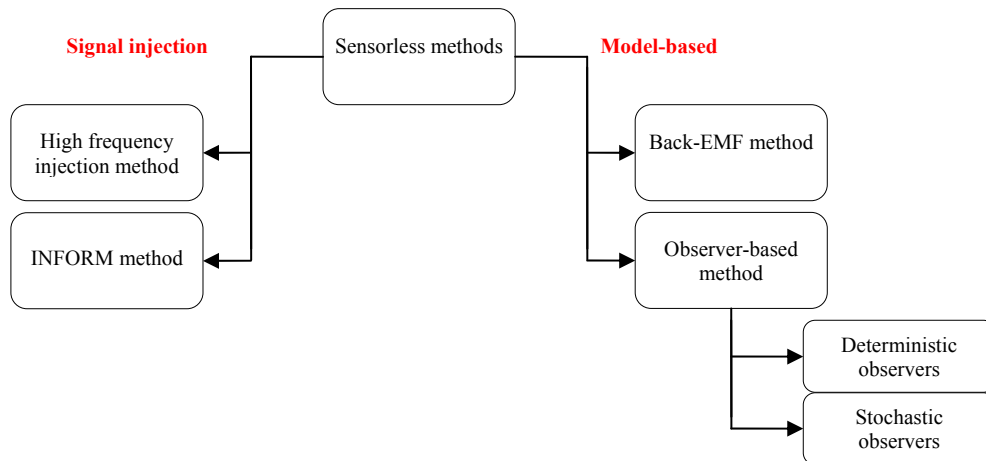 Signal injection
Sensorless methods
Model-based
High frequency
injection method
Back-EMF method
INFORM method
Observer-based
method
Deterministic
observers
Stochastic
observers